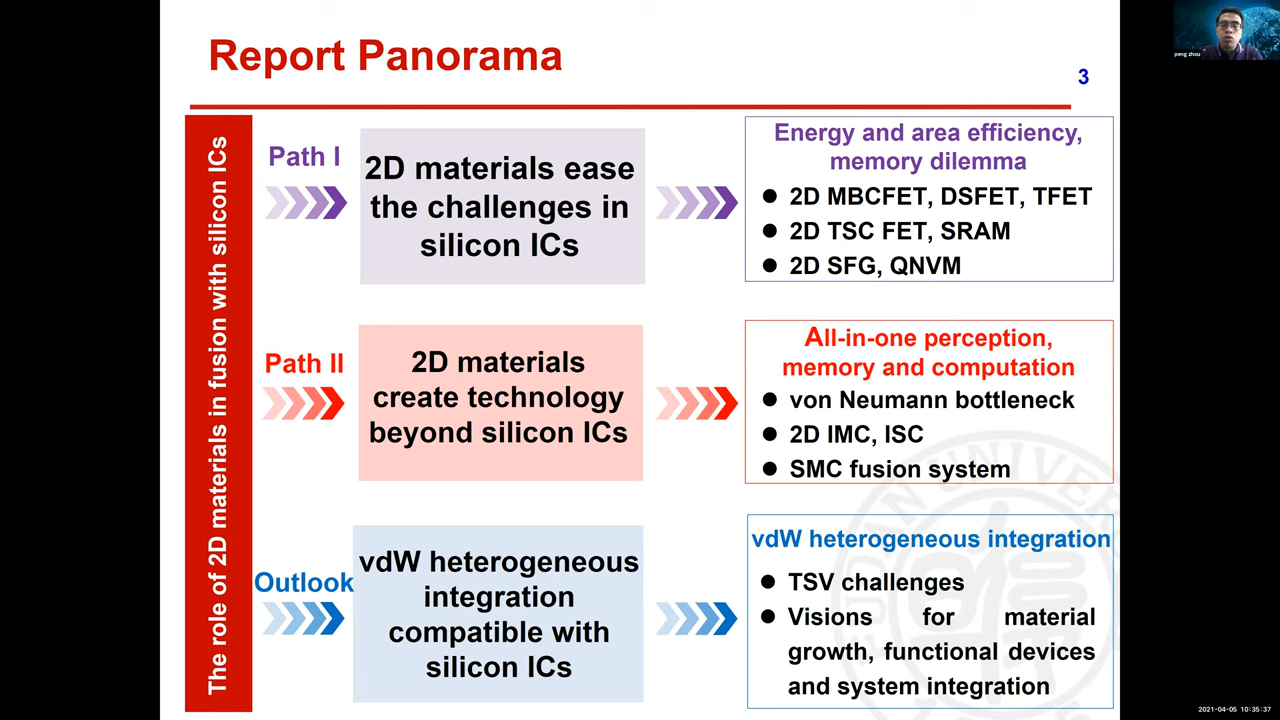 Report Panorama
3
peng zhou
The role of 2D materials in fusion with silicon ICs
Path I
2D materials ease
the challenges in
silicon ICs
Energy and area efficiency,
memory dilemma
● 2D MBCFET, DSFET, TFET
● 2D TSC FET, SRAM
● 2D SFG, QNVM
Path II
2D materials
create technology
beyond silicon ICs
All-in-one perception,
memory and computation
● von Neumann bottleneck
● 2D IMC, ISC
● SMC fusion system
Outlook
vdW heterogeneous
integration
compatible with
silicon ICs
vdW heterogeneous integration
● TSV challenges
● Visions for material
growth, functional devices
and system integration
2021-04-05 10:35:37